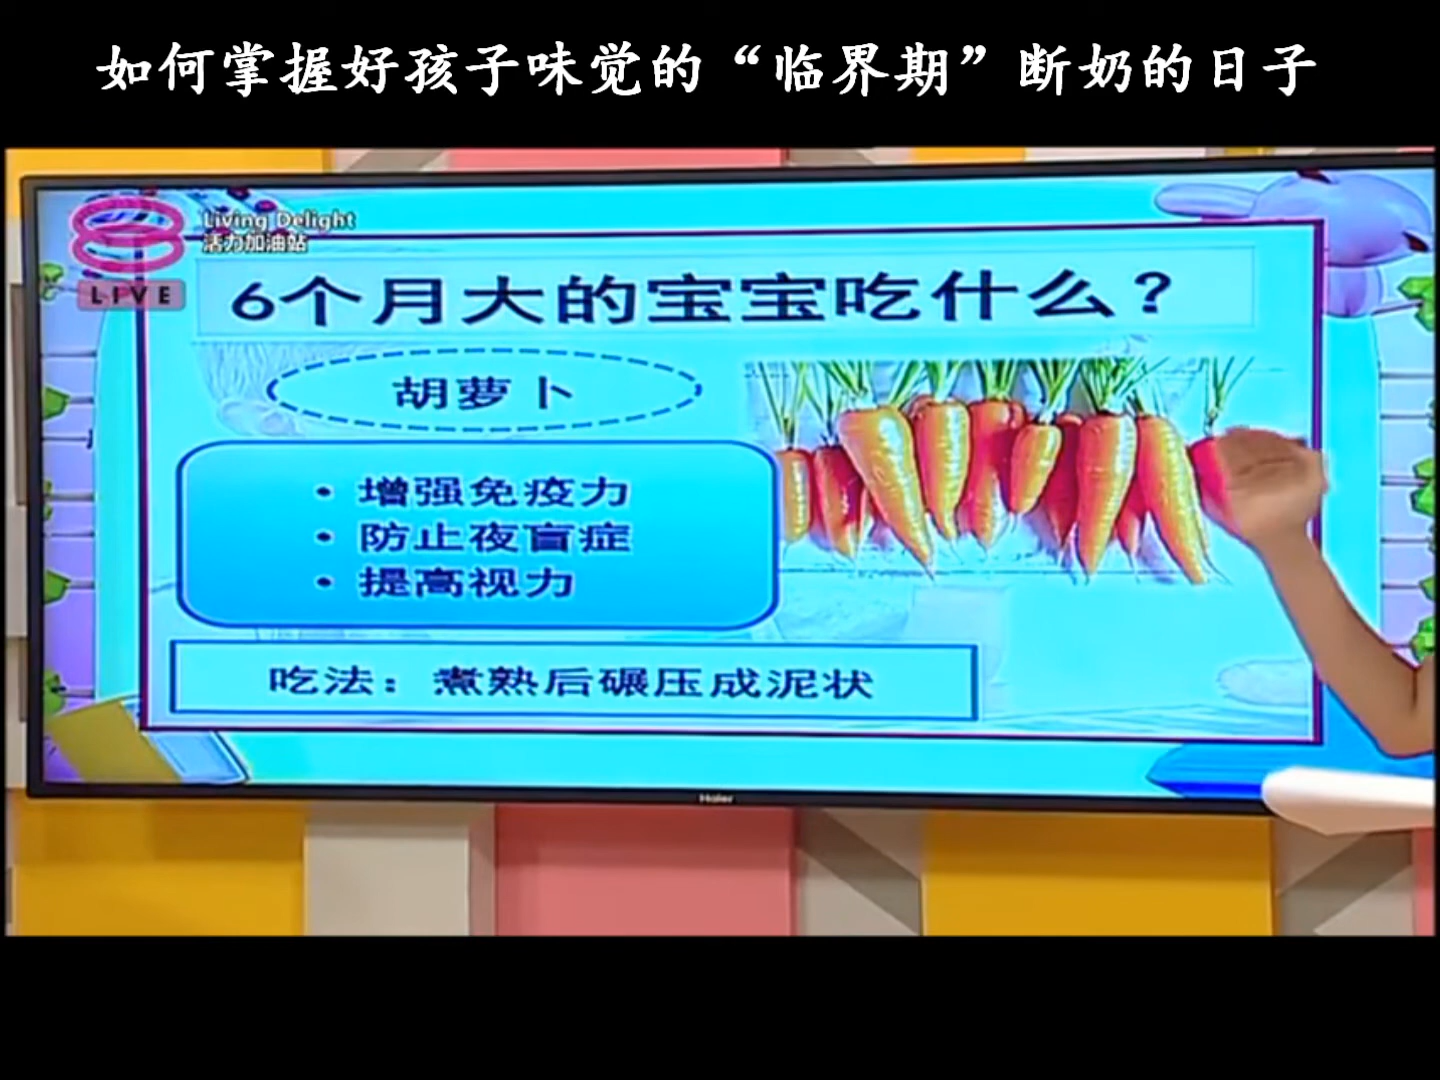 如何掌握好孩子味觉的“临界期”断奶的日子
Living Delight
活力加油站
LIVE
6个月大的宝宝吃什么？
胡萝卜
• 增强免疫力
• 防止夜盲症
• 提高视力
吃法：煮熟后碾压成泥状
Haier